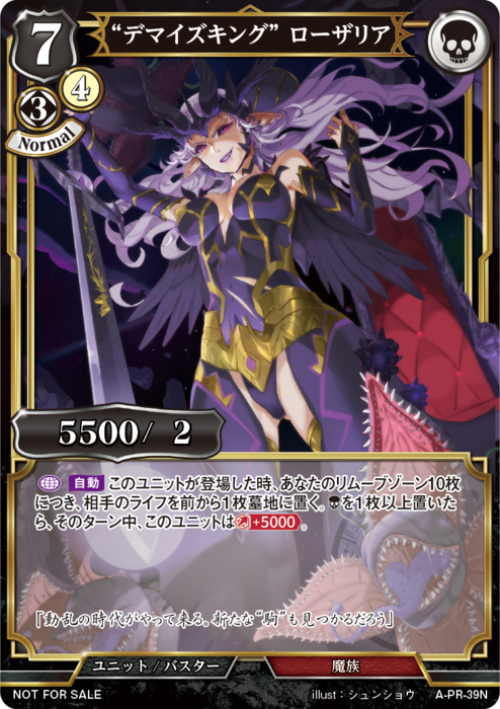 7
“デマイズキング” ローザリア
3
4
Normal
5500/ 2
自動 このユニットが登場した時、あなたのリムーブゾーン10枚
につき、相手のライフを前から1枚墓地に置く。を1枚以上置いた
ら、そのターン中、このユニットは+5000。
「動乱の時代がやって来る。新たな“駒”も見つかるだろう」
ユニット / バスター
魔族
NOT FOR SALE
illust：シュンショウ
A-PR-39N